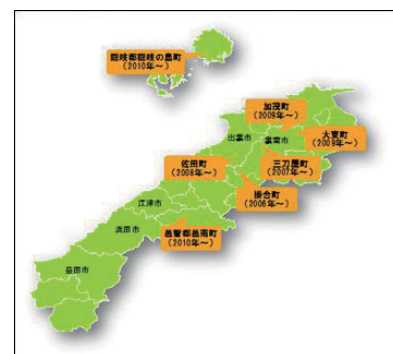 隠岐郡隠岐の島町
(2010年~)
加茂町
(2009年~)
出雲市
雲南市
大東町
(2009年~)
佐田町
(2008年~)
三刀屋町
(2007年~)
掛合町
(2006年~)
江津市
浜田市
邑智郡邑南町
(2010年~)
益田市